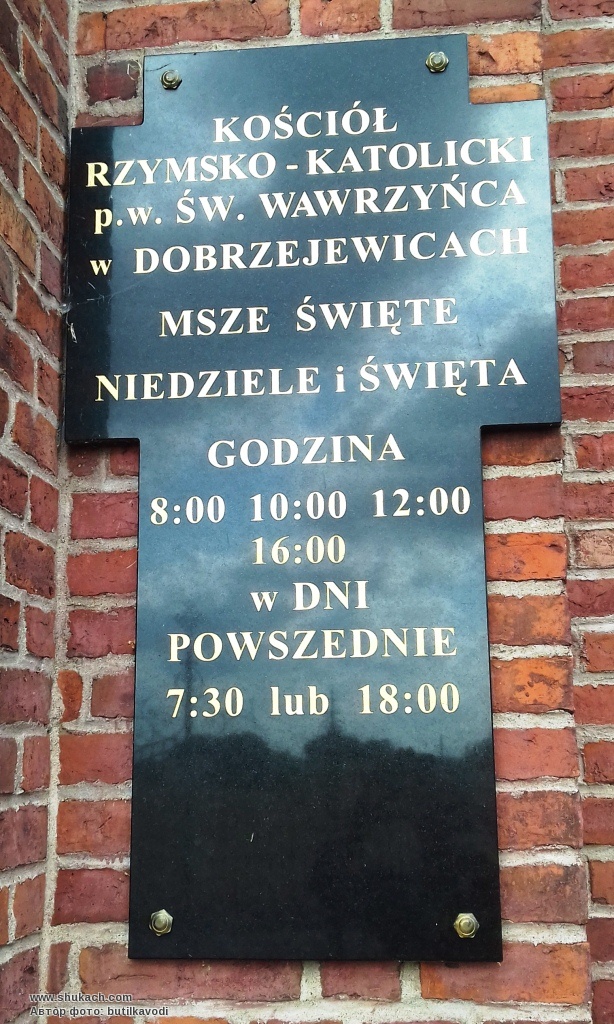 KOŚCIÓŁ
RZYMSKO - KATOLICKI
p.w. ŚW. WAWRZYŃCA
w DOBRZEJEWICACH
MSZE ŚWIĘTE
NIEDZIELE i ŚWIĘTA
GODZINA
8:00 10:00 12:00
16:00
w DNI
POWSZEDNIE
7:30 lub 18:00
www.shukach.com
Автор фото: butilkavodi